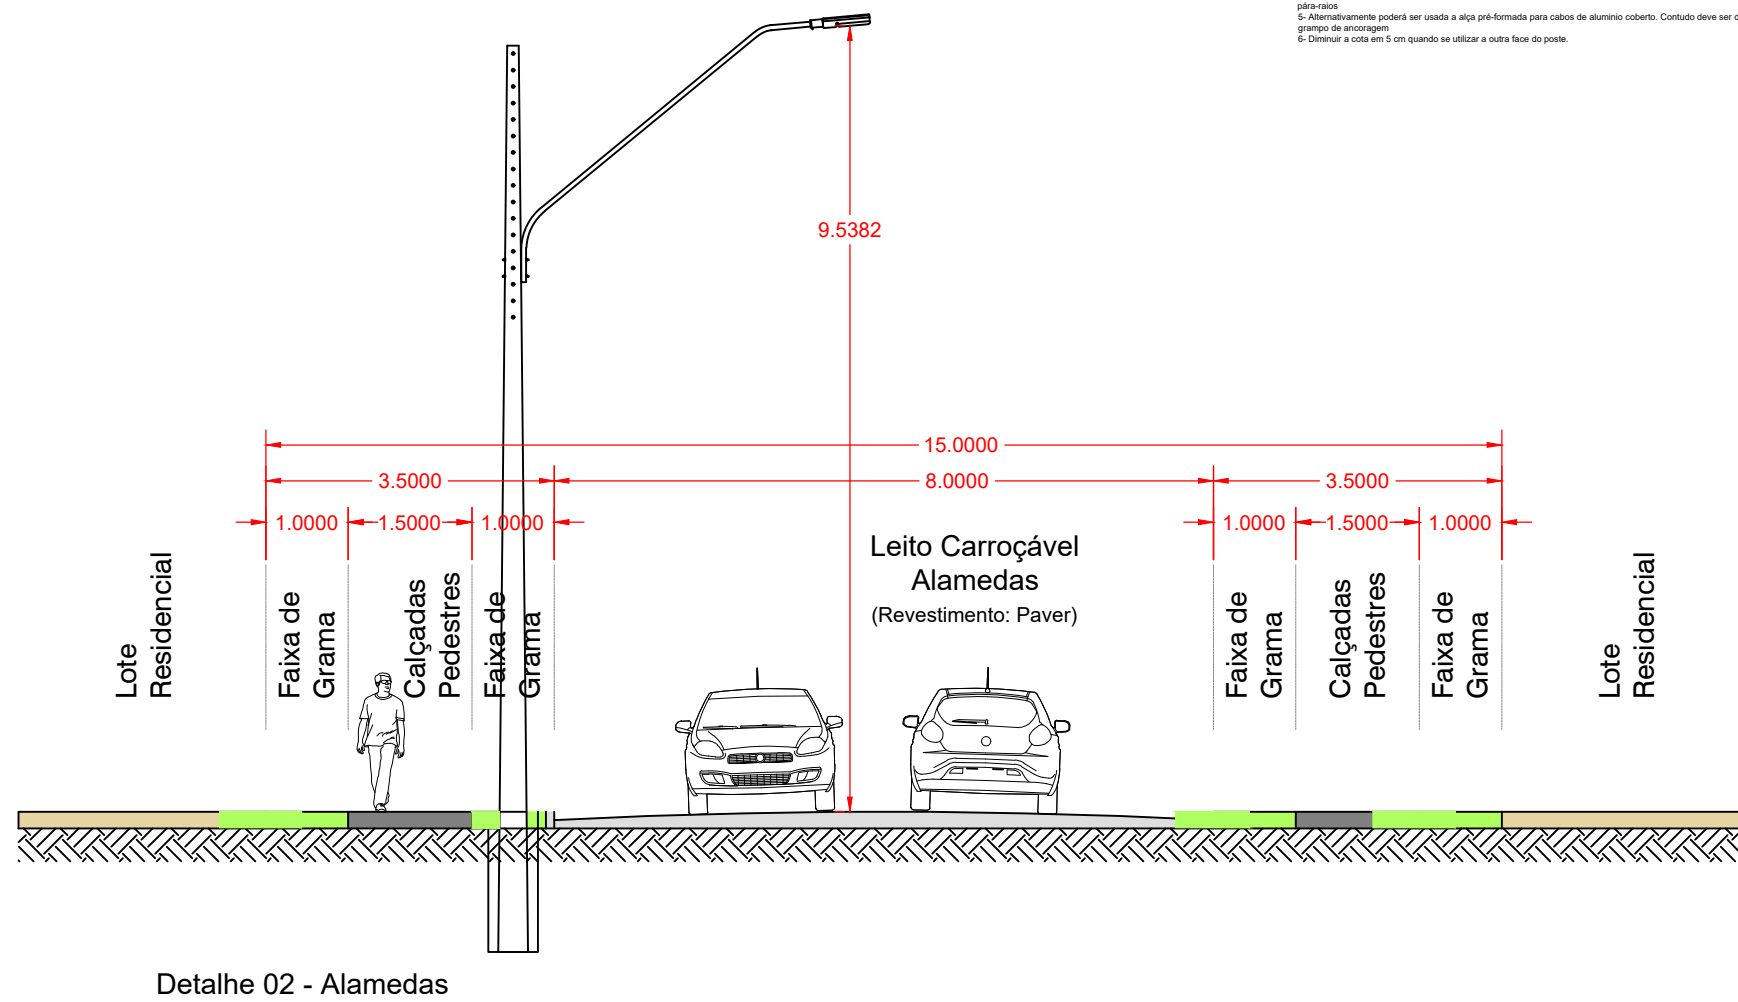 pára-raios
5- Alternativamente poderá ser usada a alça pré-formada para cabos de aluminio coberto. Contudo deve ser
grampo de ancoragem
6- Diminuir a cota em 5 cm quando se utilizar a outra face do poste.
9.5382
15.0000
3.5000
8.0000
3.5000
1.0000
1.5000
1.0000
1.0000
1.5000
1.0000
Leito Carroçável
Alamedas
(Revestimento: Paver)
Lote
Residencial
Faixa de
Grama
Calçadas
Pedestres
Faixa de
Grama
Faixa de
Grama
Calçadas
Pedestres
Faixa de
Grama
Lote
Residencial
Detalhe 02 - Alamedas